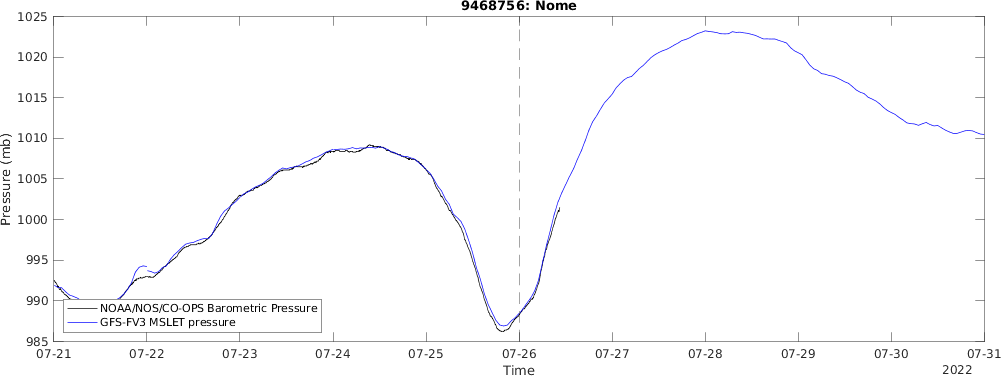 9468756: Nome
Pressure (mb)
1025
1020
1015
1010
1005
1000
995
990
985
NOAA/NOS/CO-OPS Barometric Pressure
GFS-FV3 MSLET pressure
07-21 07-22 07-23 07-24 07-25 07-26 07-27 07-28 07-29 07-30 07-31
Time
2022